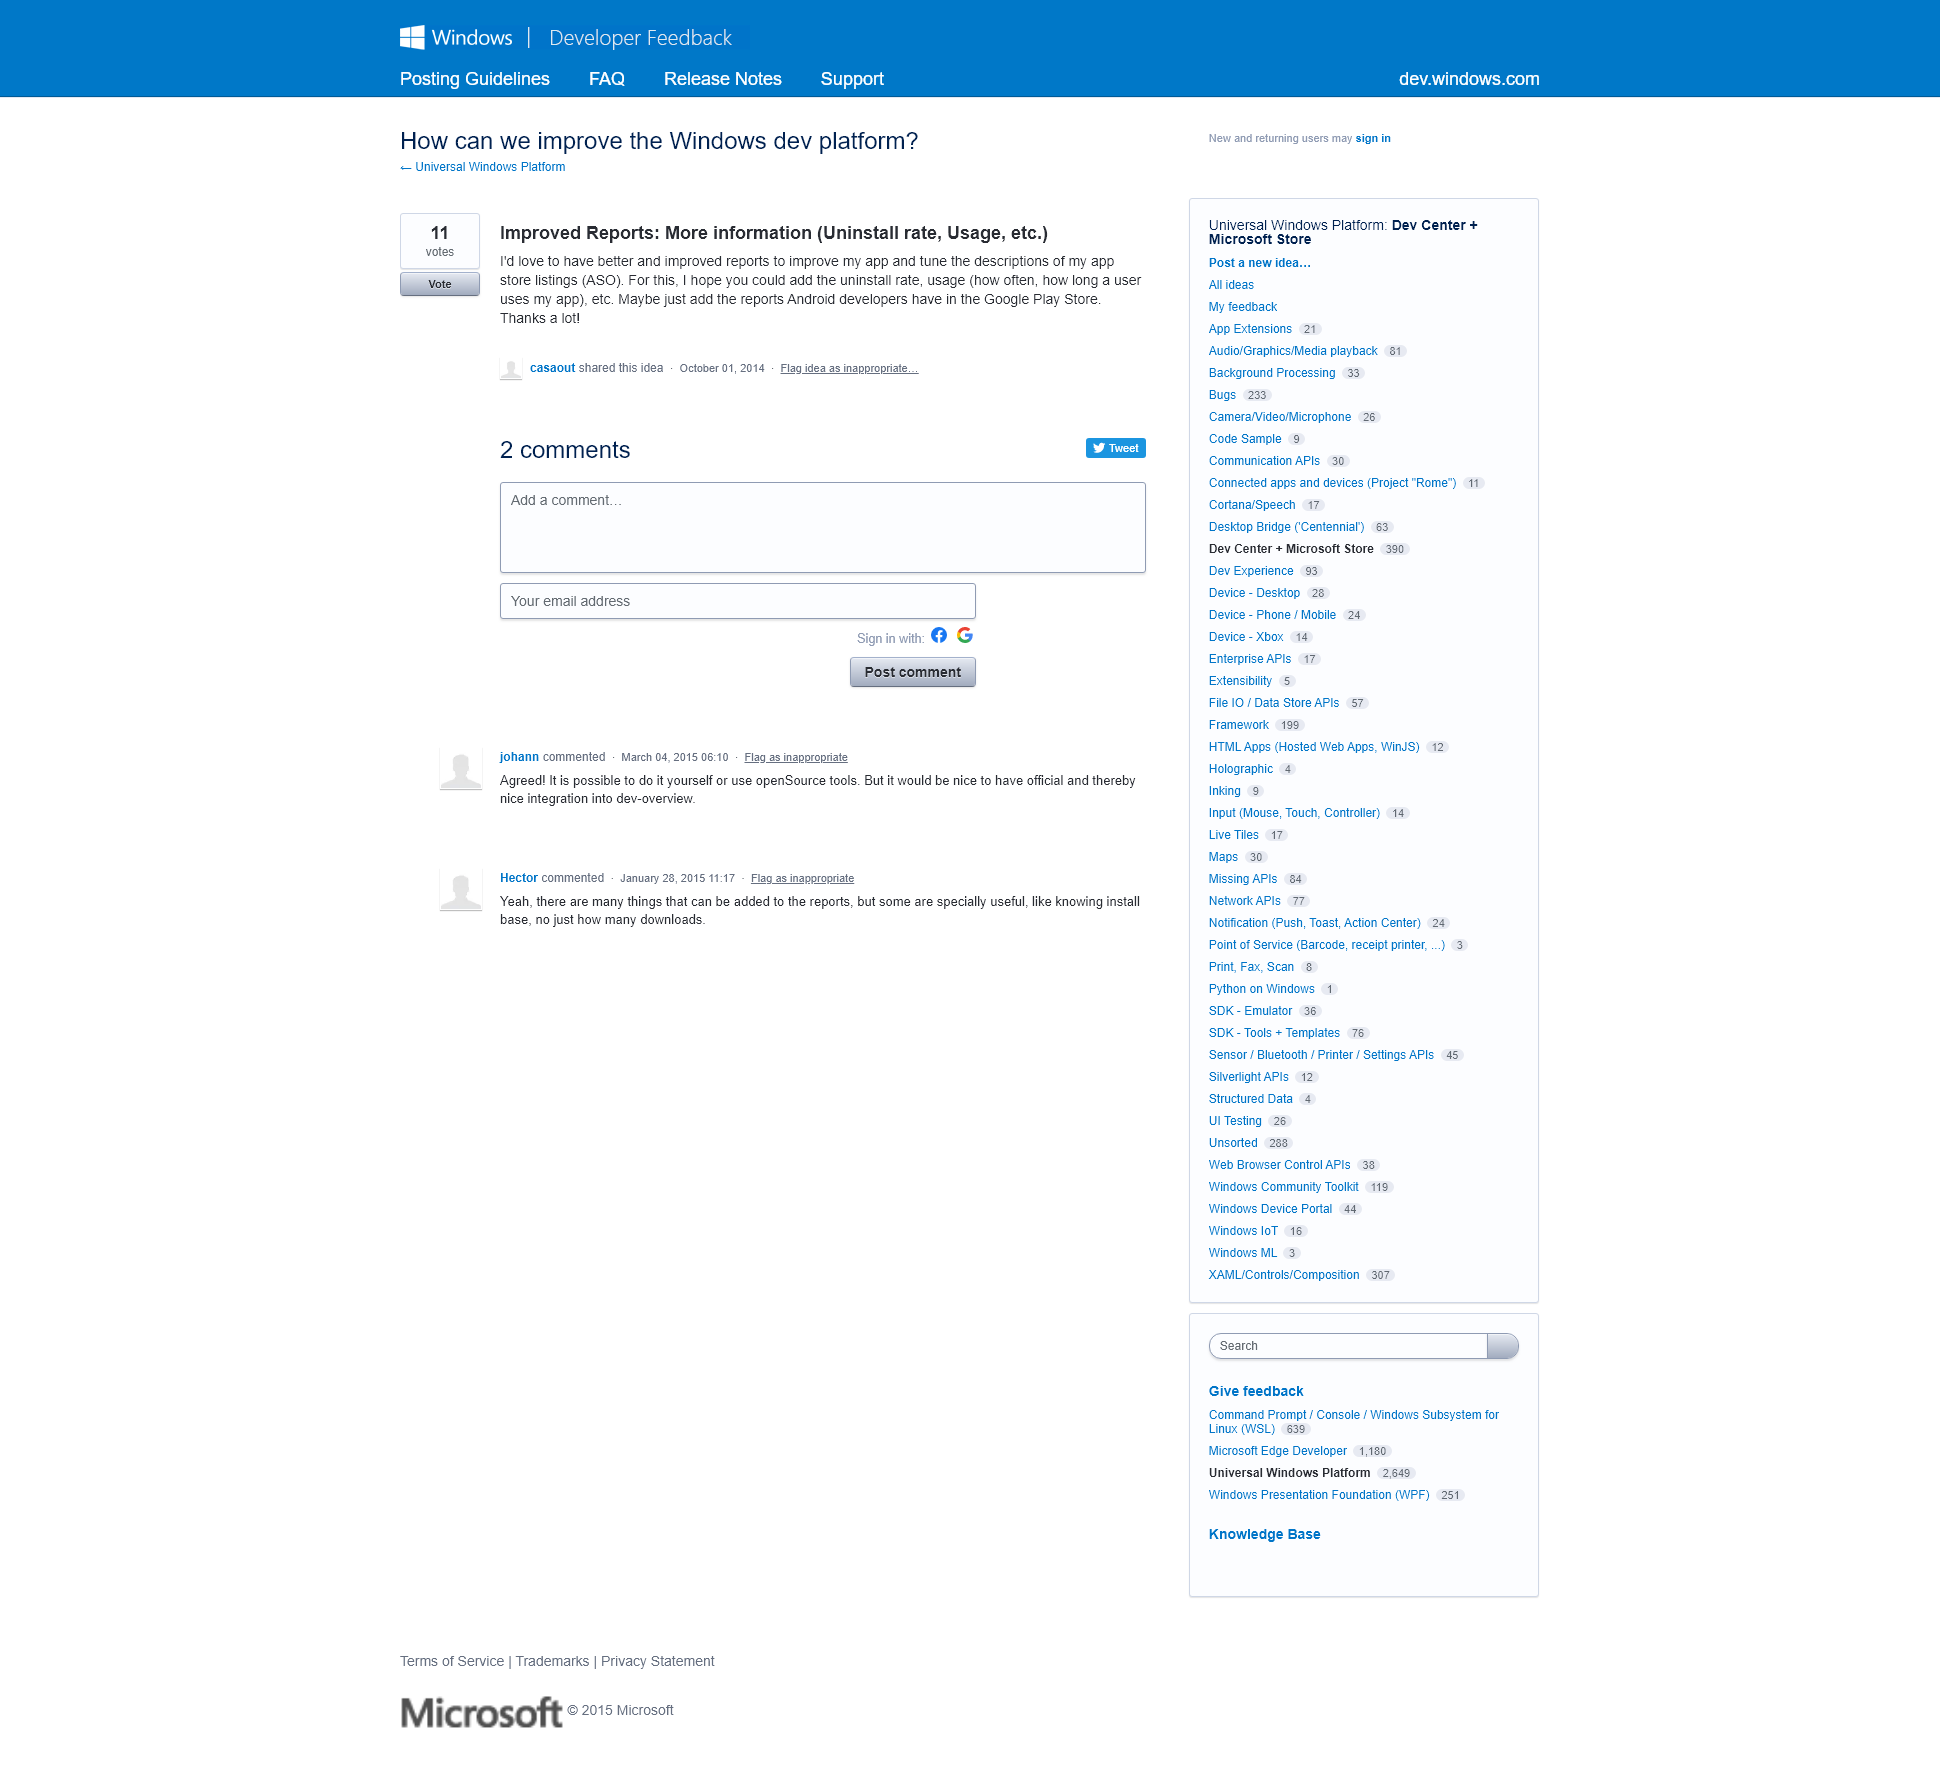 Windows | Developer Feedback
Posting Guidelines FAQ Release Notes Support dev.windows.com
How can we improve the Windows dev platform?
← Universal Windows Platform
New and returning users may sign in
11
votes
Vote
Improved Reports: More information (Uninstall rate, Usage, etc.)
I'd love to have better and improved reports to improve my app and tune the descriptions of my app
store listings (ASO). For this, I hope you could add the uninstall rate, usage (how often, how long a user
uses my app), etc. Maybe just add the reports Android developers have in the Google Play Store.
Thanks a lot!
casaout shared this idea · October 01, 2014 · Flag idea as inappropriate…
2 comments
Tweet
Add a comment…
Your email address
Sign in with:
Post comment
johann commented · March 04, 2015 06:10 · Flag as inappropriate
Agreed! It is possible to do it yourself or use openSource tools. But it would be nice to have official and thereby
nice integration into dev-overview.
Hector commented · January 28, 2015 11:17 · Flag as inappropriate
Yeah, there are many things that can be added to the reports, but some are specially useful, like knowing install
base, no just how many downloads.
Universal Windows Platform: Dev Center +
Microsoft Store
Post a new idea…
All ideas
My feedback
App Extensions 21
Audio/Graphics/Media playback 81
Background Processing 33
Bugs 233
Camera/Video/Microphone 26
Code Sample 9
Communication APIs 30
Connected apps and devices (Project "Rome") 11
Cortana/Speech 17
Desktop Bridge ('Centennial') 63
Dev Center + Microsoft Store 390
Dev Experience 93
Device - Desktop 28
Device - Phone / Mobile 24
Device - Xbox 14
Enterprise APIs 17
Extensibility 5
File IO / Data Store APIs 57
Framework 199
HTML Apps (Hosted Web Apps, WinJS) 12
Holographic 4
Inking 9
Input (Mouse, Touch, Controller) 14
Live Tiles 17
Maps 30
Missing APIs 84
Network APIs 77
Notification (Push, Toast, Action Center) 24
Point of Service (Barcode, receipt printer, ...) 3
Print, Fax, Scan 8
Python on Windows 1
SDK - Emulator 36
SDK - Tools + Templates 76
Sensor / Bluetooth / Printer / Settings APIs 45
Silverlight APIs 12
Structured Data 4
UI Testing 26
Unsorted 288
Web Browser Control APIs 38
Windows Community Toolkit 119
Windows Device Portal 44
Windows IoT 16
Windows ML 3
XAML/Controls/Composition 307
Search
Give feedback
Command Prompt / Console / Windows Subsystem for
Linux (WSL) 639
Microsoft Edge Developer 1,180
Universal Windows Platform 2,649
Windows Presentation Foundation (WPF) 251
Knowledge Base
Terms of Service | Trademarks | Privacy Statement
Microsoft © 2015 Microsoft